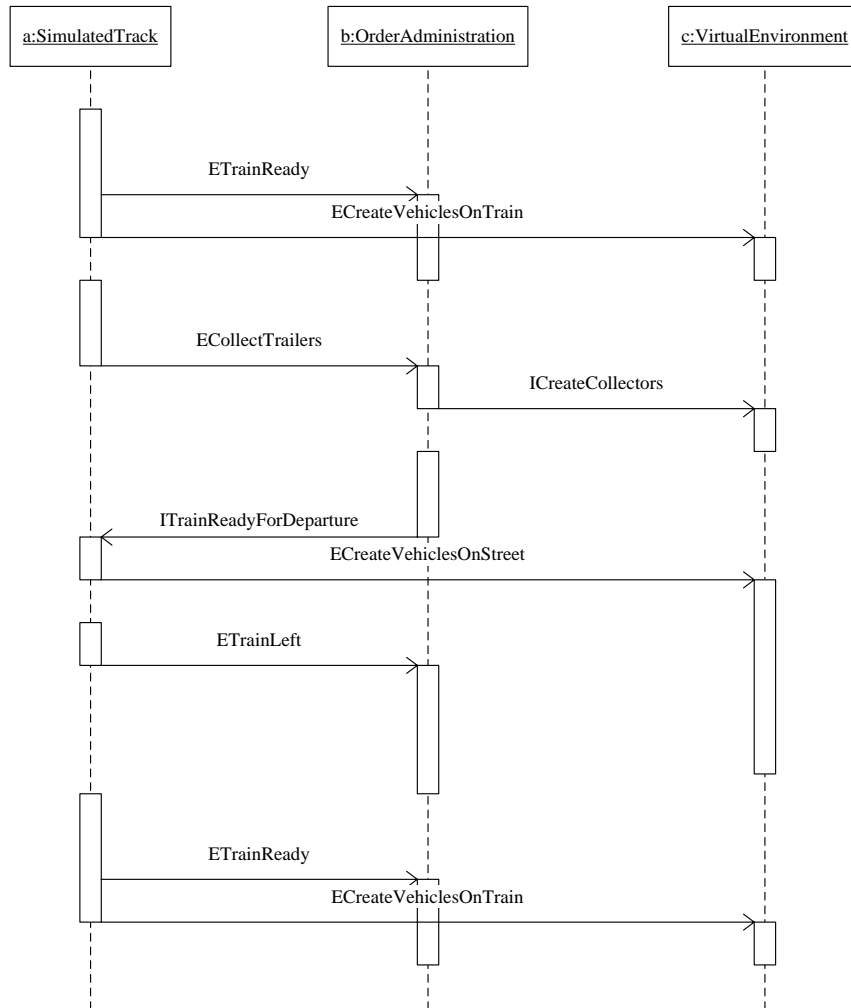 a:SimulatedTrack
b:OrderAdministration
c:VirtualEnvironment
ETrainReady
ECreateVehiclesOnTrain
ECollectTrailers
ICreateCollectors
ITrainReadyForDeparture
ECreateVehiclesOnStreet
ETrainLeft
ETrainReady
ECreateVehiclesOnTrain